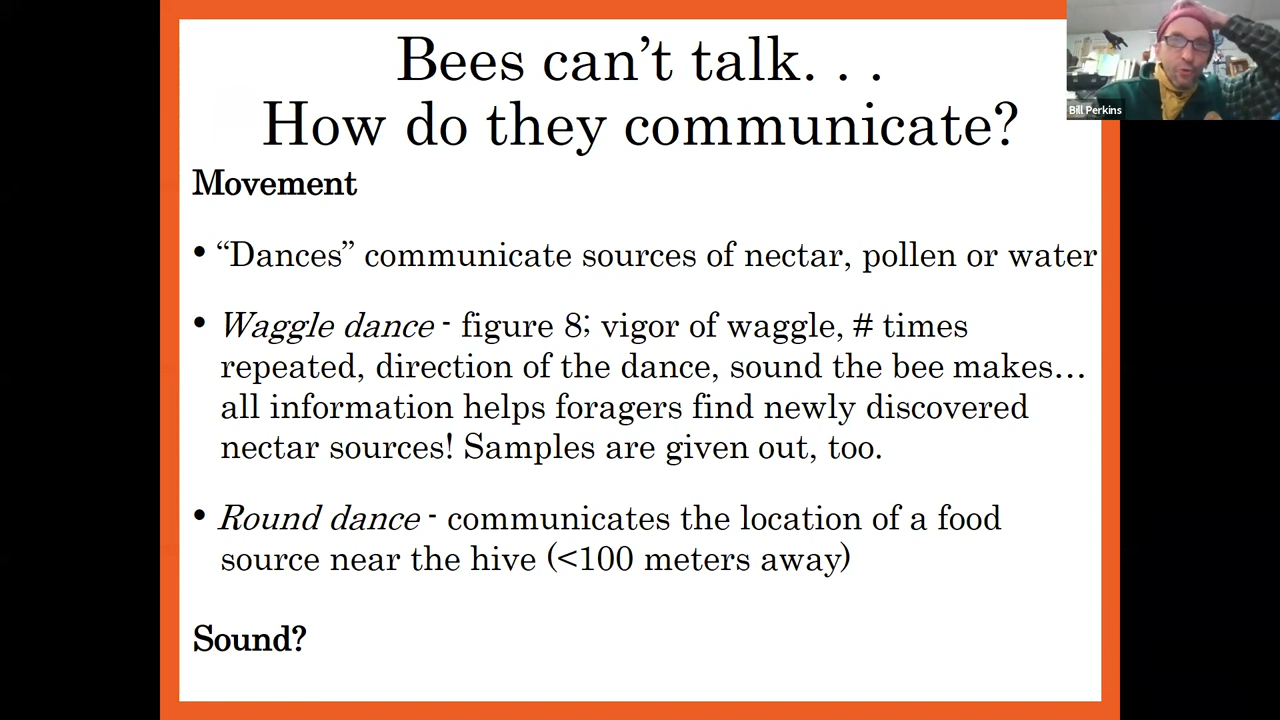 Bees can’t talk. . .
How do they communicate?
Bill Perkins
Movement
• “Dances” communicate sources of nectar, pollen or water
• Waggle dance - figure 8; vigor of waggle, # times
repeated, direction of the dance, sound the bee makes…
all information helps foragers find newly discovered
nectar sources! Samples are given out, too.
• Round dance - communicates the location of a food
source near the hive (<100 meters away)
Sound?